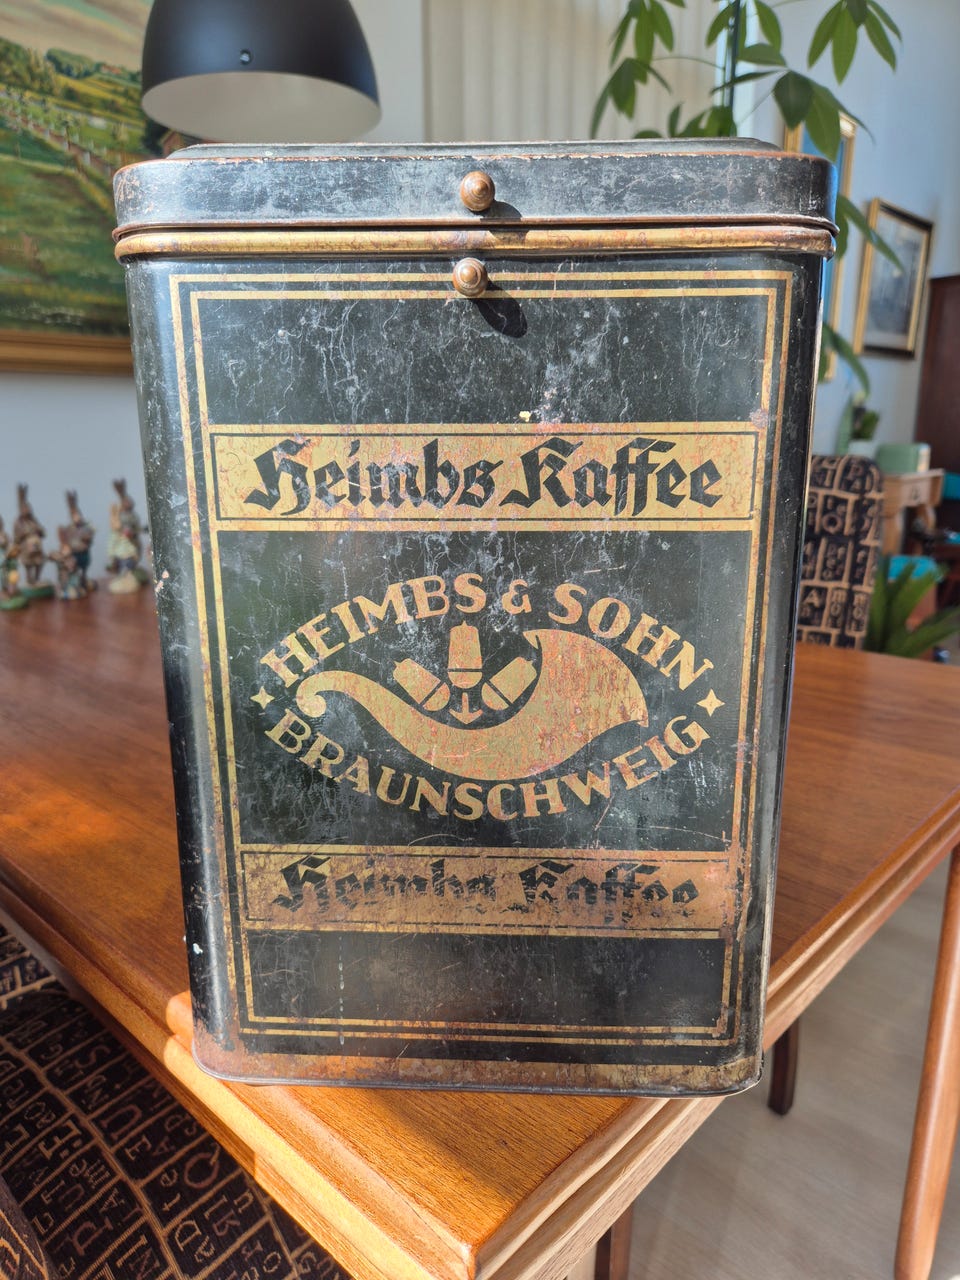 Heimbs Kaffee
HEIMBS & SOHN
BRAUNSCHWEIG
Heimbs Kaffee